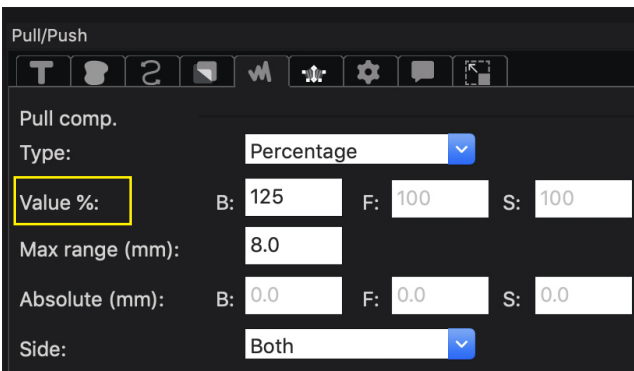 Pull/Push
Pull comp.
Type: Percentage
Value %: B: 125 F: 100 S: 100
Max range (mm): 8.0
Absolute (mm): B: 0.0 F: 0.0 S: 0.0
Side: Both